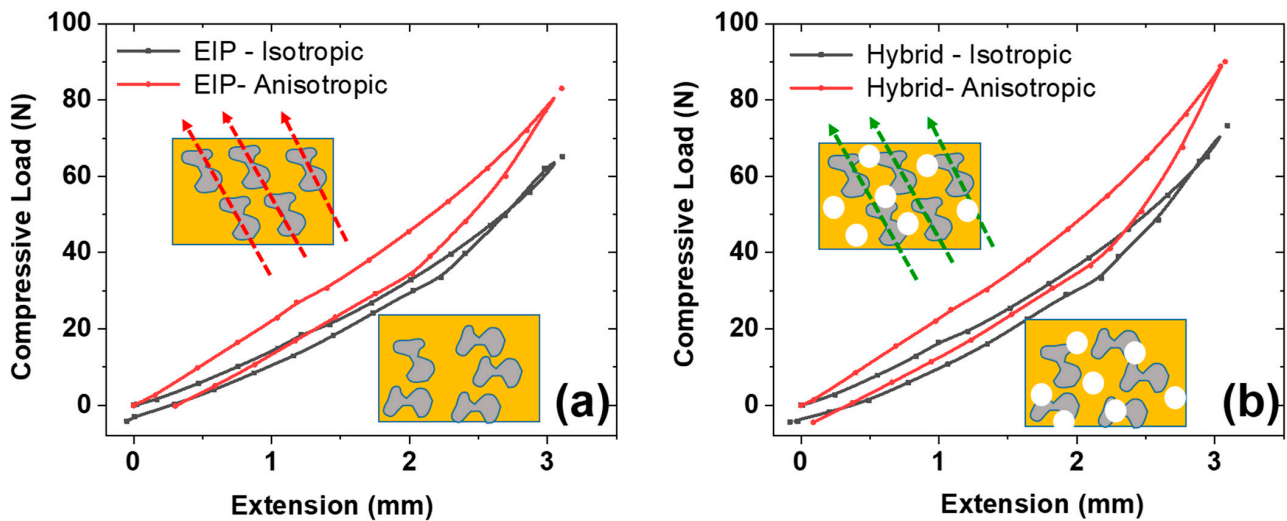 100
80
60
40
20
0
Compressive Load (N)
EIP - Isotropic
EIP- Anisotropic
(a)
0
1
2
3
Extension (mm)
100
80
60
40
20
0
Compressive Load (N)
Hybrid - Isotropic
Hybrid- Anisotropic
(b)
0
1
2
3
Extension (mm)